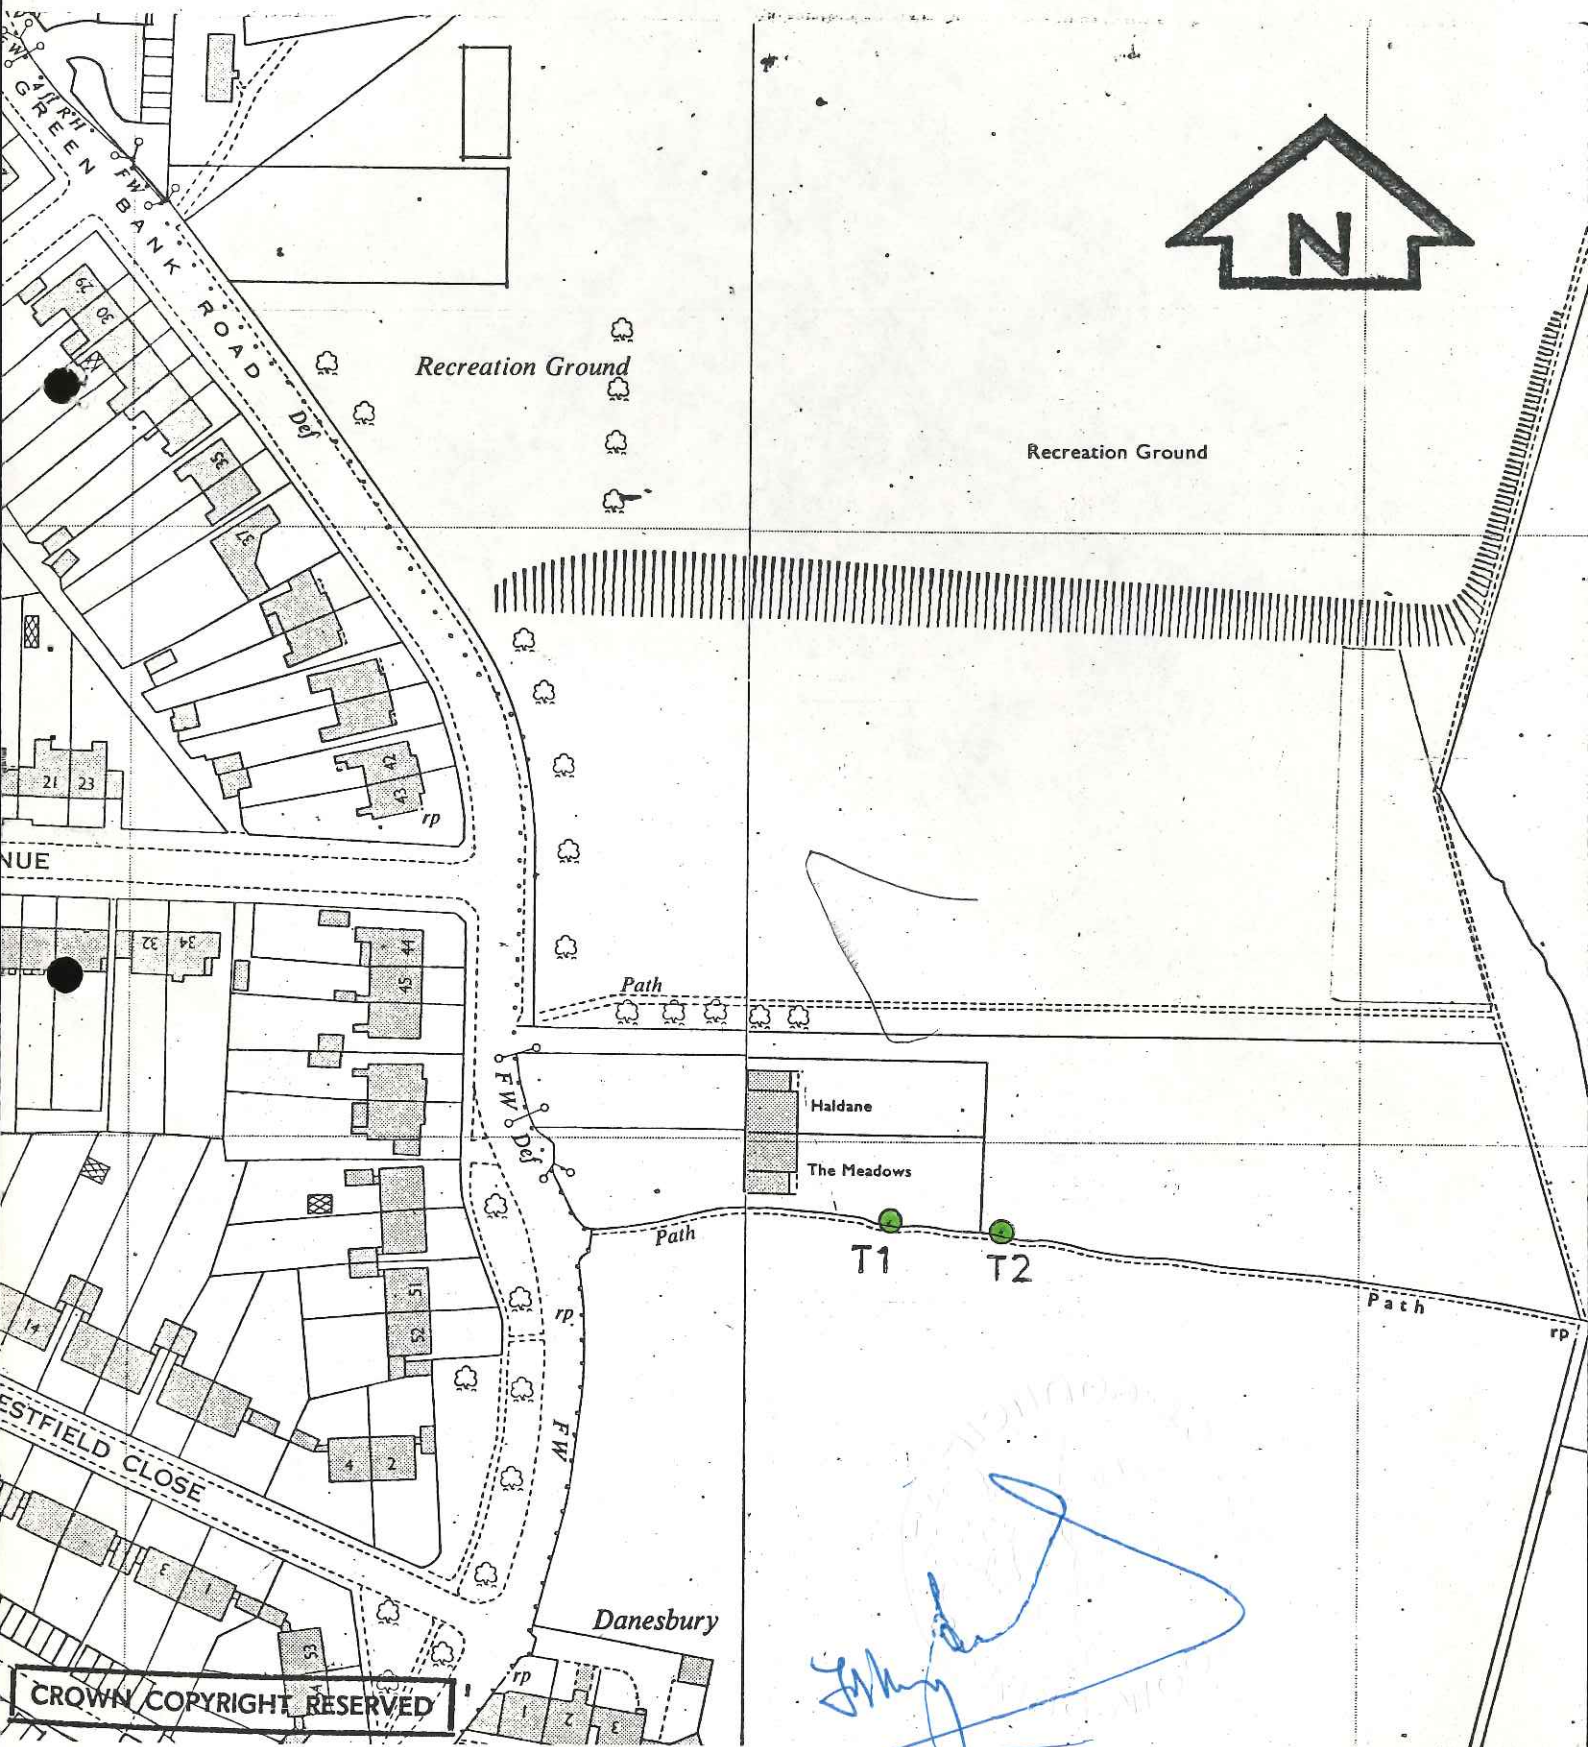 W
4ft R.H.
GREEN BANK ROAD
FW
N
29
30
Recreation Ground
Def
Recreation Ground
35
37
21 23
42
43
rp
NUE
32 34
44
45
Path
FW
Def
Haldane
The Meadows
Path
T1
T2
Path
rp
51
52
rp
14
FW
ESTFIELD CLOSE
4 2
3 1
53
Danesbury
rp
1 2 3
CROWN COPYRIGHT RESERVED